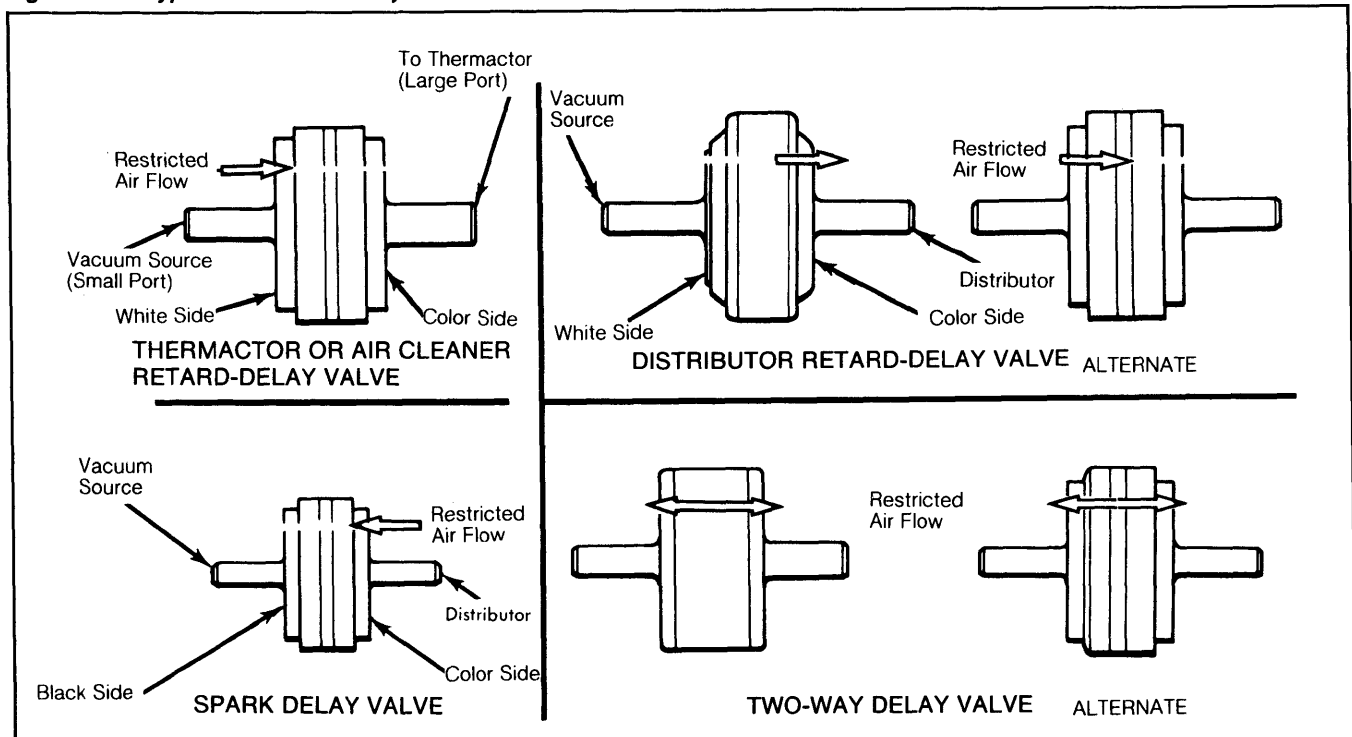 To Thermactor
(Large Port)
Restricted
Air Flow
Vacuum Source
(Small Port)
White Side
Color Side
THERMACTOR OR AIR CLEANER
RETARD-DELAY VALVE
Vacuum
Source
Restricted
Air Flow
Distributor
White Side
Color Side
DISTRIBUTOR RETARD-DELAY VALVE ALTERNATE
Vacuum
Source
Restricted
Air Flow
Distributor
Black Side
Color Side
SPARK DELAY VALVE
Restricted
Air Flow
TWO-WAY DELAY VALVE ALTERNATE